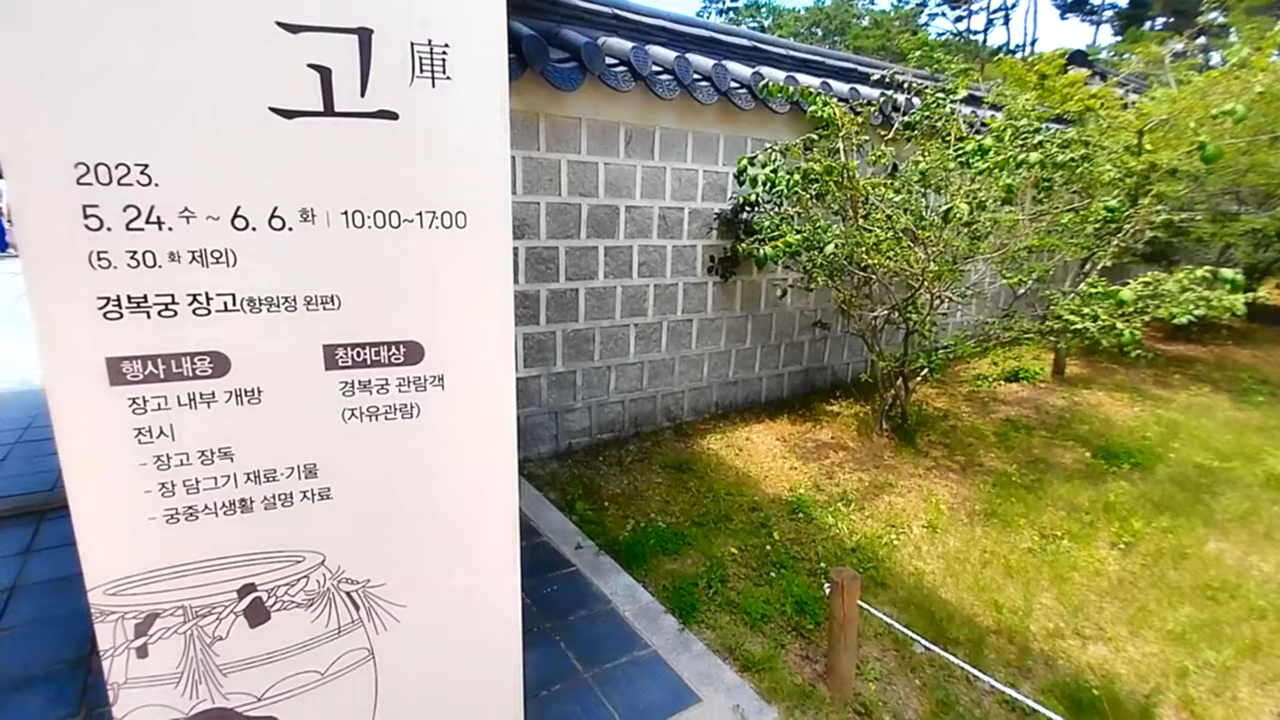 고 庫
2023.
5. 24. 수 ~ 6. 6. 화 | 10:00~17:00
(5. 30. 화 제외)
경복궁 장고(향원정 왼편)
행사 내용
장고 내부 개방
전시
- 장고 장독
- 장 담그기 재료·기물
- 궁중식생활 설명 자료
참여대상
경복궁 관람객
(자유관람)